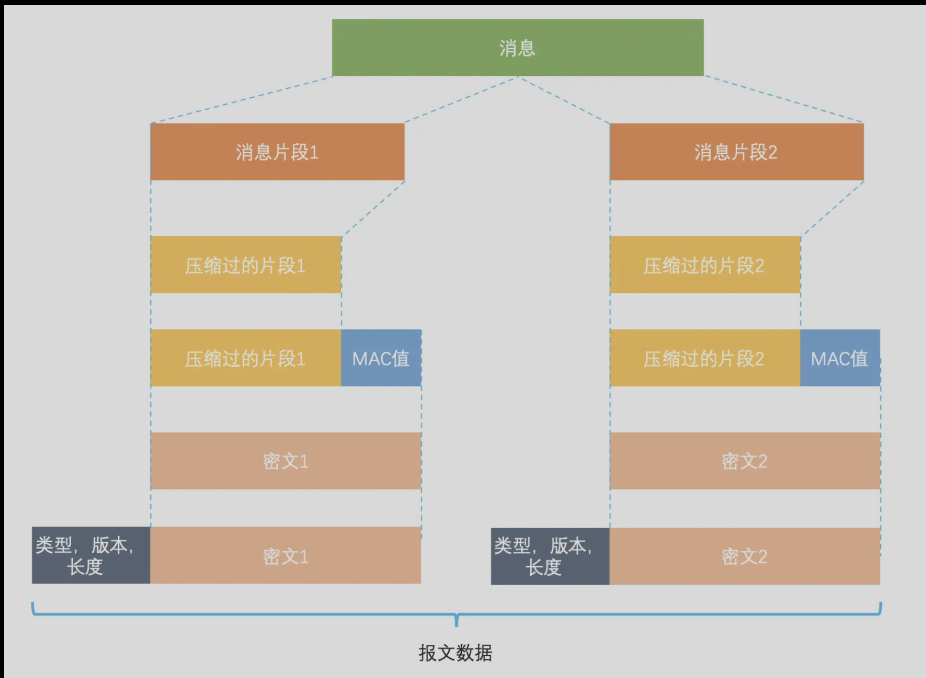 消息
消息片段1
消息片段2
压缩过的片段1
压缩过的片段2
压缩过的片段1
MAC值
压缩过的片段2
MAC值
密文1
密文2
类型，版本，
长度
密文1
类型，版本，
长度
密文2
报文数据